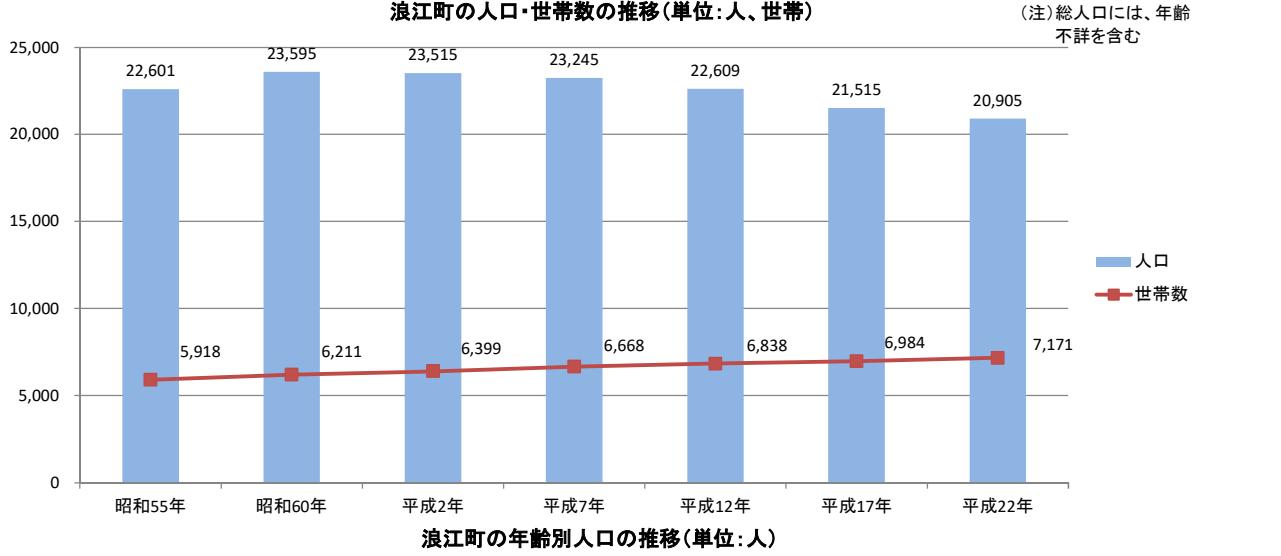 浪江町の人口・世帯数の推移(単位:人、世帯)
(注)総人口には、年齢
不詳を含む
25,000
20,000
15,000
10,000
5,000
0
22,601
23,595
23,515
23,245
22,609
21,515
20,905
5,918
6,211
6,399
6,668
6,838
6,984
7,171
人口
世帯数
昭和55年
昭和60年
平成2年
平成7年
平成12年
平成17年
平成22年
浪江町の年齢別人口の推移(単位:人)